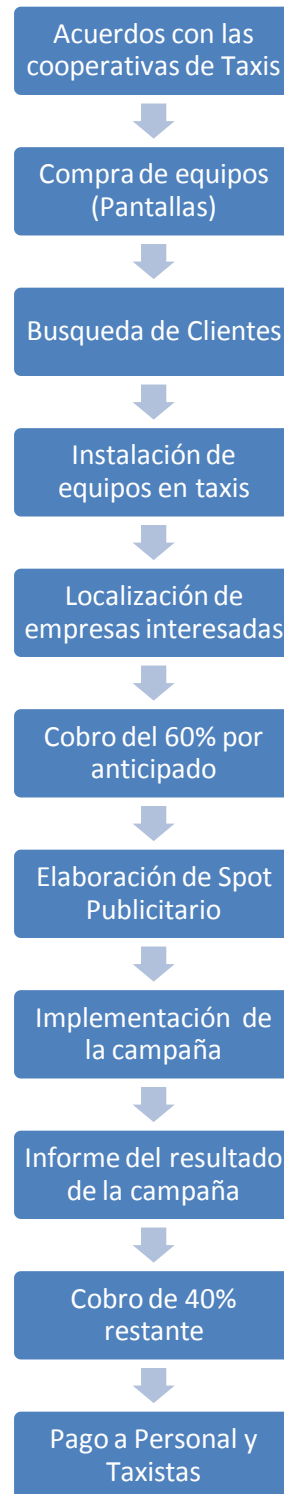 Acuerdos con las
cooperativas de Taxis
Compra de equipos
(Pantallas)
Busqueda de Clientes
Instalación de
equipos en taxis
Localización de
empresas interesadas
Cobro del 60% por
anticipado
Elaboración de Spot
Publicitario
Implementación de
la campaña
Informe del resultado
de la campaña
Cobro de 40%
restante
Pago a Personal y
Taxistas